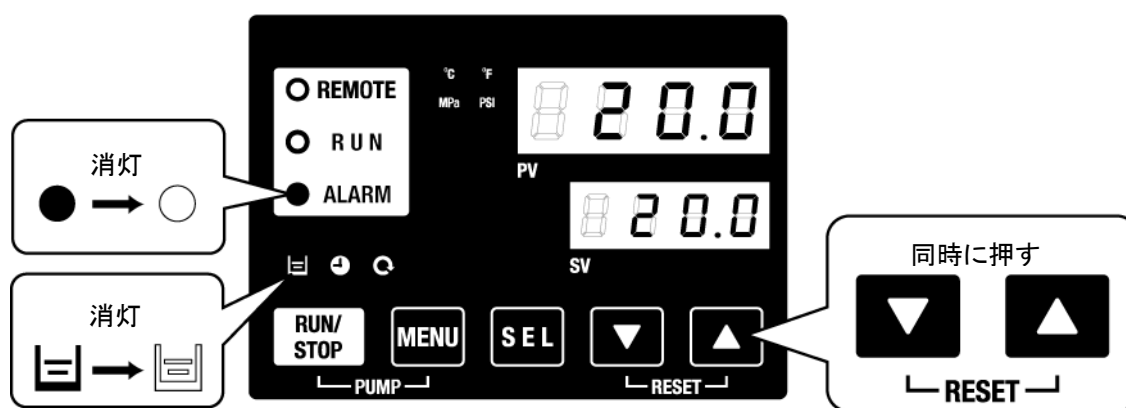 消灯
消灯
REMOTE
RUN
ALARM
°C °F
MPa PSI
20.0
PV
20.0
SV
RUN/
STOP
MENU
SEL
PUMP
RESET
同時に押す
RESET